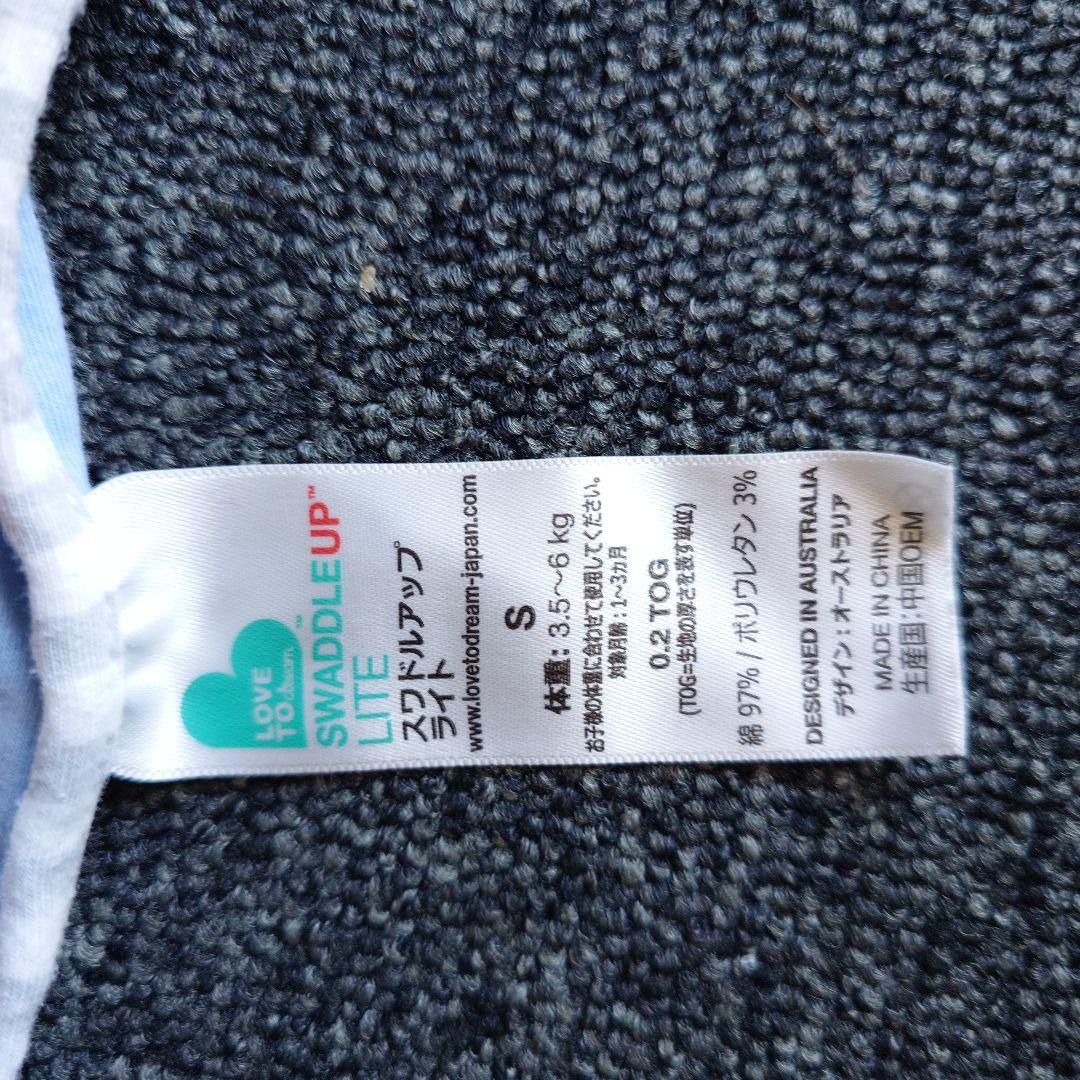 LOVE
TO.dream™
SWADDLEUP™
LITE
スワドルアップ
ライト
www.lovetodream-japan.com
S
体重: 3.5～6 kg
お子様の体重に合わせて使用してください。
対象月齢：1～3カ月
0.2 TOG
(TOG=生地の厚さを表す単位)
綿 97% / ポリウレタン 3%
DESIGNED IN AUSTRALIA
デザイン：オーストラリア
MADE IN CHINA
生産国:中国OEM